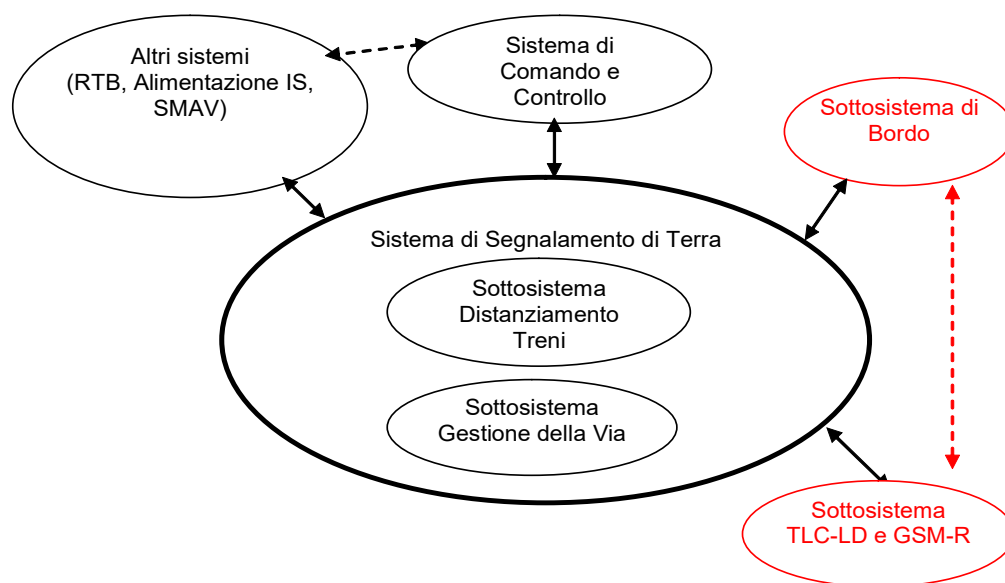 Altri sistemi
(RTB, Alimentazione IS,
SMAV)
Sistema di
Comando e
Controllo
Sottosistema di
Bordo
Sistema di Segnalamento di Terra
Sottosistema
Distanziamento
Treni
Sottosistema
Gestione della Via
Sottosistema
TLC-LD e GSM-R